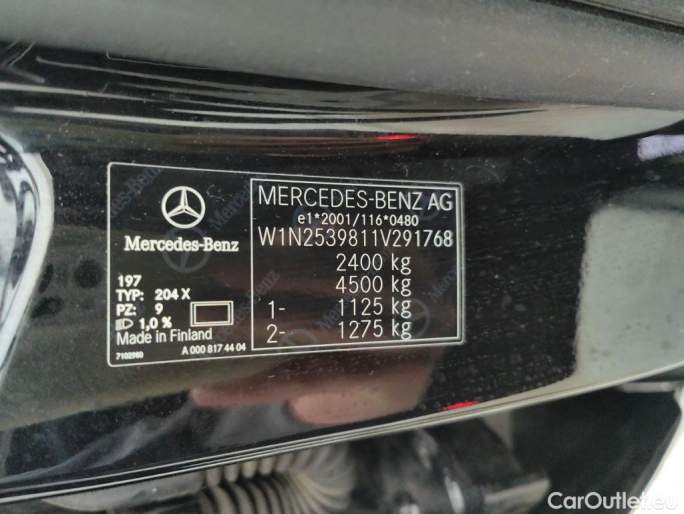 Mercedes-Benz
197
TYP: 204 X
PZ: 9
1,0 %
Made in Finland
7102980
A 000 817 44 04
MERCEDES-BENZ AG
e1*2001/116*0480
W1N2539811V291768
2400 kg
4500 kg
1- 1125 kg
2- 1275 kg
CarOutlet.eu